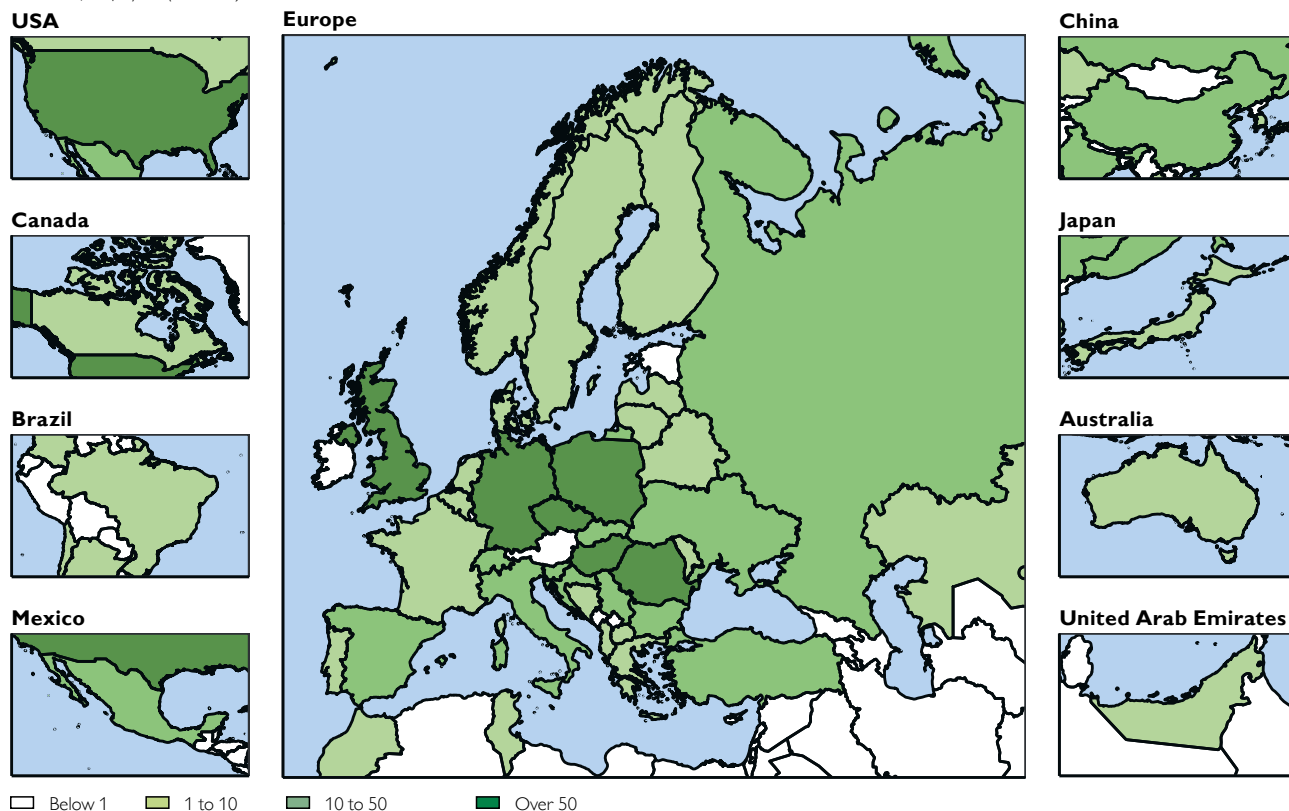 USA
Europe
China
Canada
Japan
Brazil
Australia
Mexico
United Arab Emirates
Below 1
1 to 10
10 to 50
Over 50